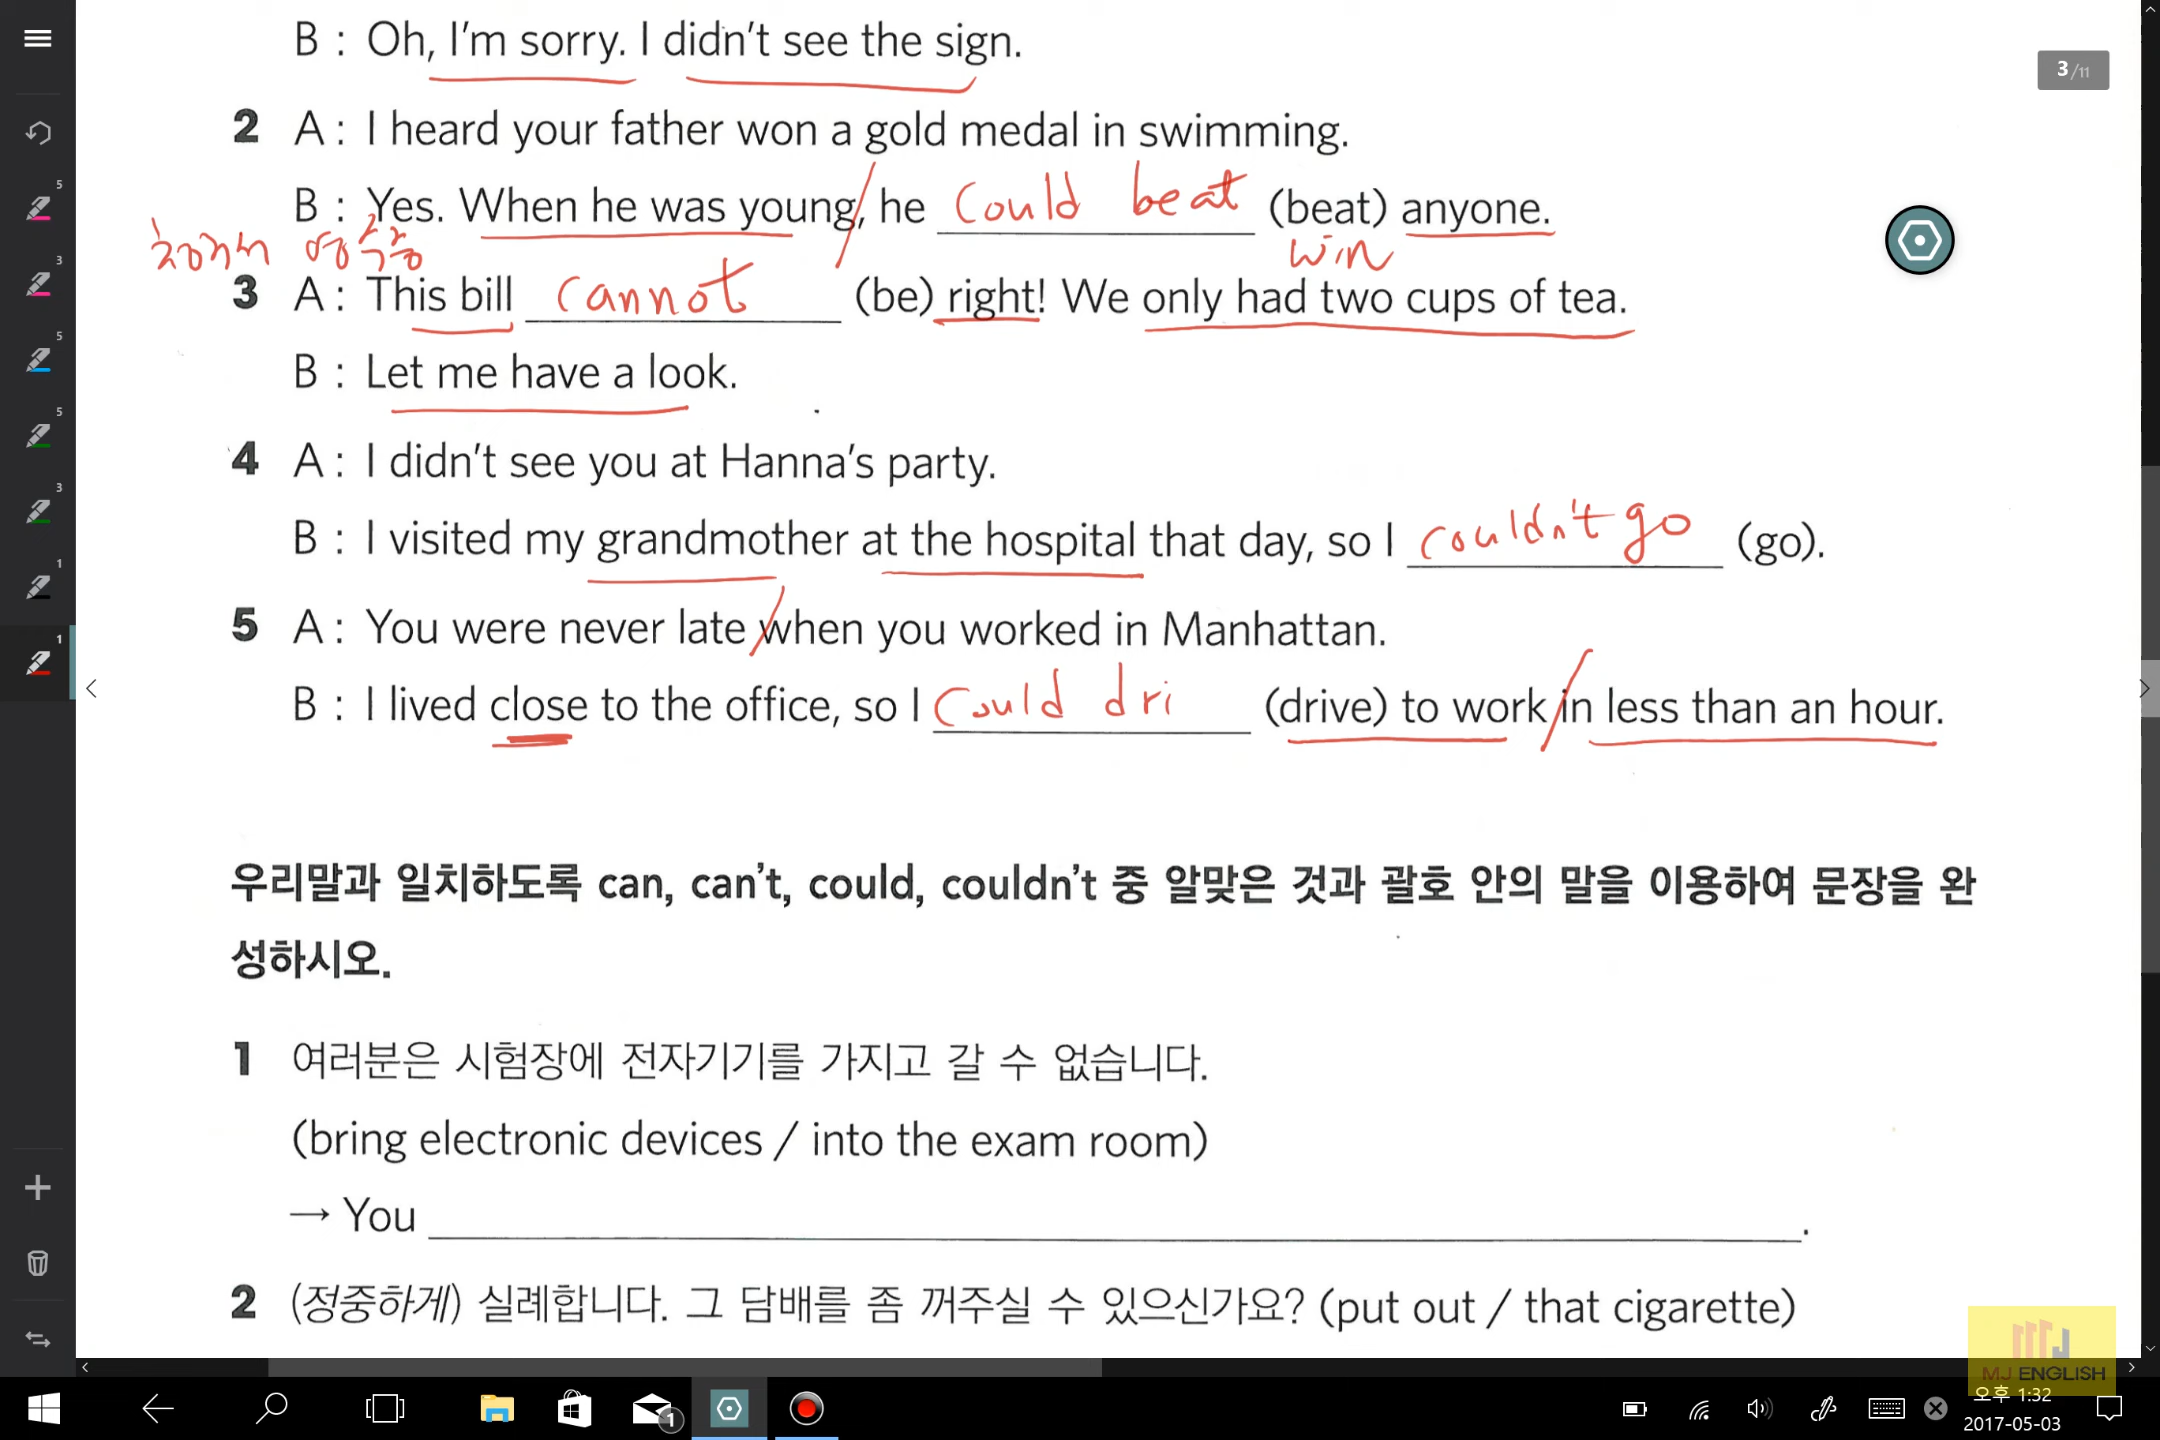 B : Oh, I'm sorry. I didn't see the sign.
3 /11
2 A : I heard your father won a gold medal in swimming.
B : Yes. When he was young, he could beat (beat) anyone.
win
3 A : This bill cannot (be) right! We only had two cups of tea.
B : Let me have a look.
4 A : I didn't see you at Hanna's party.
B : I visited my grandmother at the hospital that day, so I couldn't go (go).
5 A : You were never late when you worked in Manhattan.
B : I lived close to the office, so I could dri (drive) to work in less than an hour.
우리말과 일치하도록 can, can't, could, couldn't 중 알맞은 것과 괄호 안의 말을 이용하여 문장을 완
성하시오.
1 여러분은 시험장에 전자기기를 가지고 갈 수 없습니다.
(bring electronic devices / into the exam room)
→ You .
2 (정중하게) 실례합니다. 그 담배를 좀 꺼주실 수 있으신가요? (put out / that cigarette)
5
3
5
5
3
1
1
MJ ENGLISH
1
오후 1:32
2017-05-03